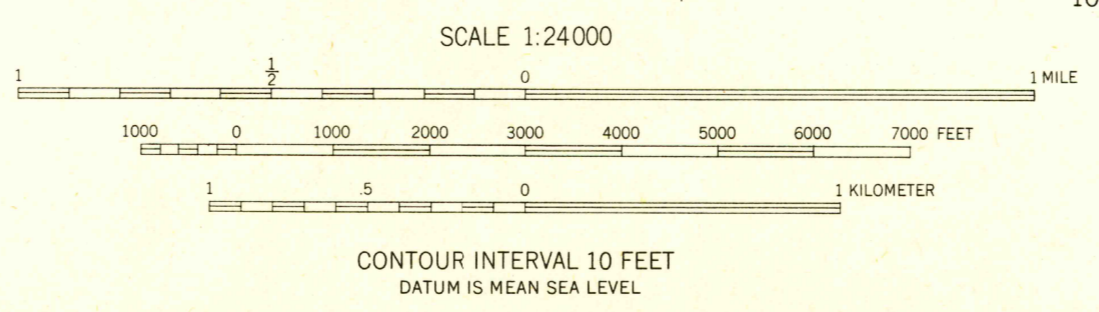 10
SCALE 1:24000
1 1/2 0 1 MILE
1000 0 1000 2000 3000 4000 5000 6000 7000 FEET
1 .5 0 1 KILOMETER
CONTOUR INTERVAL 10 FEET
DATUM IS MEAN SEA LEVEL